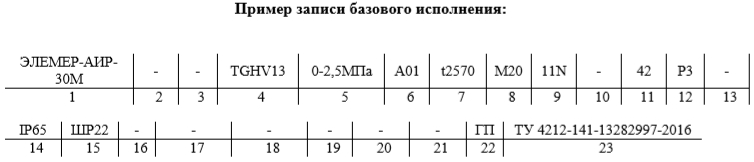 Пример записи базового исполнения:
ЭЛЕМЕР-АИР-30М - - TGHV13 0-2,5МПа А01 t2570 М20 11N - 42 Р3 -
1 2 3 4 5 6 7 8 9 10 11 12 13
IP65 ШР22 - - - - - - ГП ТУ 4212-141-13282997-2016
14 15 16 17 18 19 20 21 22 23